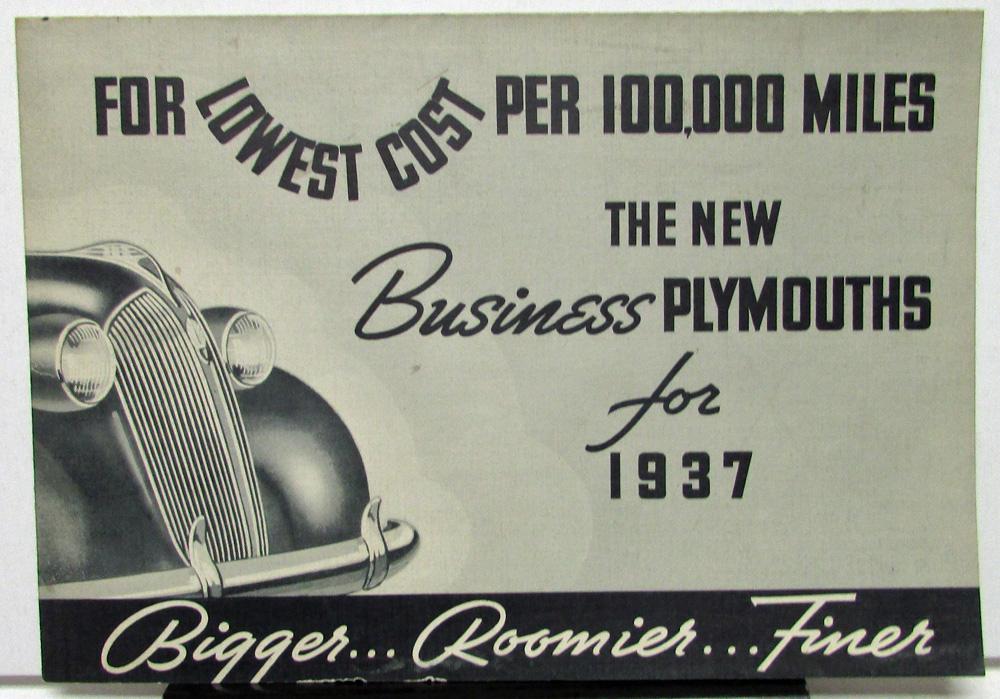 FOR LOWEST COST PER 100,000 MILES
THE NEW
Business PLYMOUTHS
for
1937
Bigger... Roomier... Finer